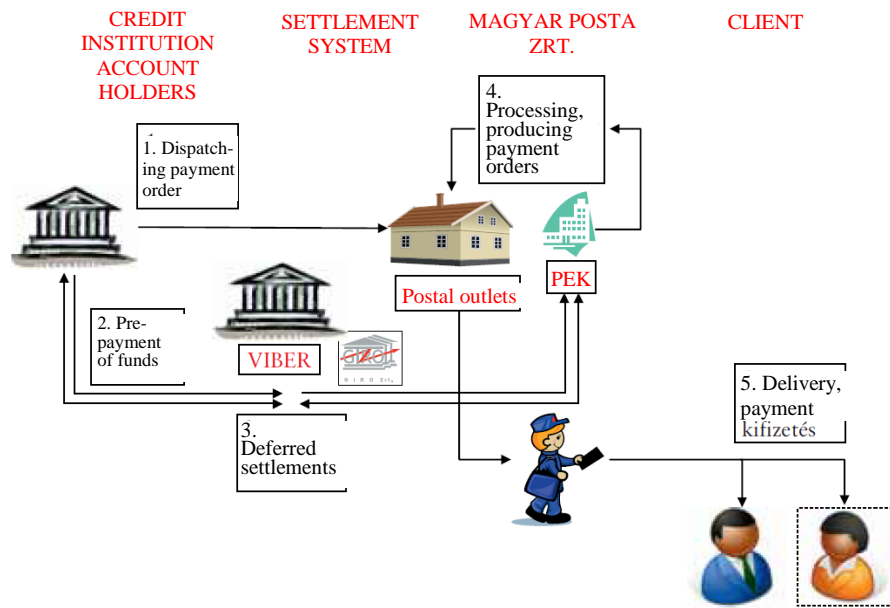 CREDIT
INSTITUTION
ACCOUNT
HOLDERS
SETTLEMENT
SYSTEM
MAGYAR POSTA
ZRT.
CLIENT
4.
Processing,
producing
payment
orders
1. Dispatch-
ing payment
order
Postal outlets
PEK
2. Pre-
payment
of funds
VIBER
GIRO
GIRO Zrt.
3.
Deferred
settlements
5. Delivery,
payment
kifizetés